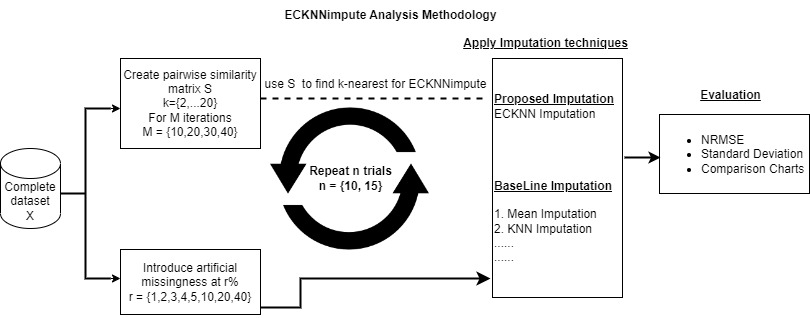 ECKNNimpute Analysis Methodology
Create pairwise similarity
matrix S
k={2,...20}
For M iterations
M = {10,20,30,40}
use S to find k-nearest for ECKNNimpute
Complete
dataset
X
Repeat n trials
n = {10, 15}
Introduce artificial
missingness at r%
r = {1,2,3,4,5,10,20,40}
Apply Imputation techniques
Proposed Imputation
ECKNN Imputation
BaseLine Imputation
1. Mean Imputation
2. KNN Imputation
......
......
Evaluation
• NRMSE
• Standard Deviation
• Comparison Charts